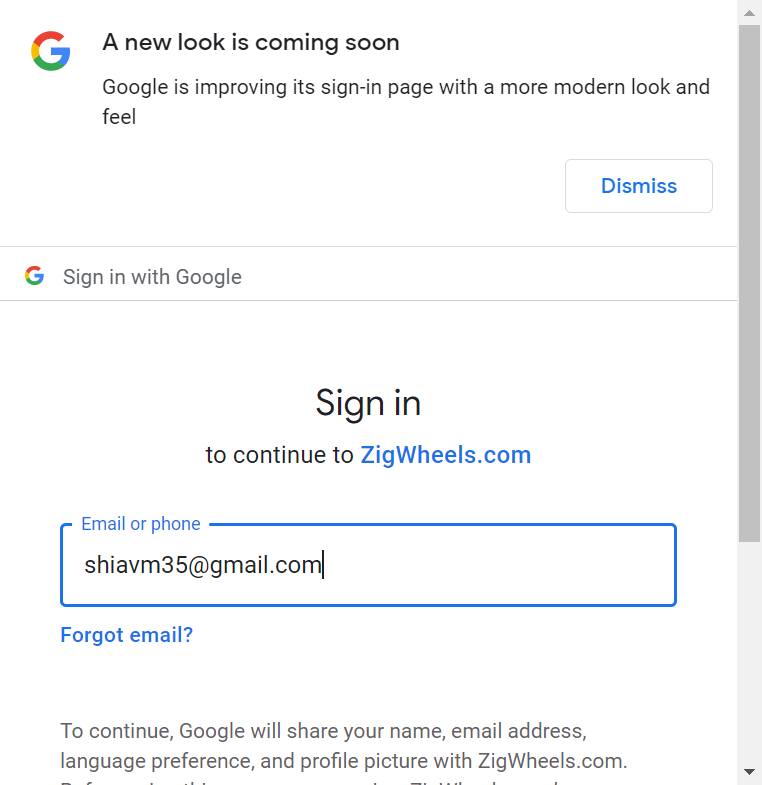 A new look is coming soon
Google is improving its sign-in page with a more modern look and
feel
Dismiss
Sign in with Google
Sign in
to continue to ZigWheels.com
Email or phone
shiavm35@gmail.com
Forgot email?
To continue, Google will share your name, email address,
language preference, and profile picture with ZigWheels.com.